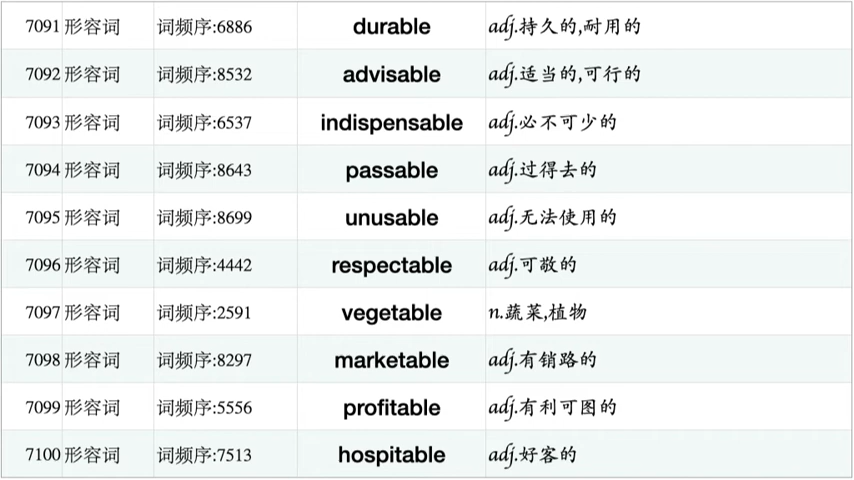 7091 形容词 词频序:6886 durable adj.持久的,耐用的
7092 形容词 词频序:8532 advisable adj.适当的,可行的
7093 形容词 词频序:6537 indispensable adj.必不可少的
7094 形容词 词频序:8643 passable adj.过得去的
7095 形容词 词频序:8699 unusable adj.无法使用的
7096 形容词 词频序:4442 respectable adj.可敬的
7097 形容词 词频序:2591 vegetable n.蔬菜,植物
7098 形容词 词频序:8297 marketable adj.有销路的
7099 形容词 词频序:5556 profitable adj.有利可图的
7100 形容词 词频序:7513 hospitable adj.好客的